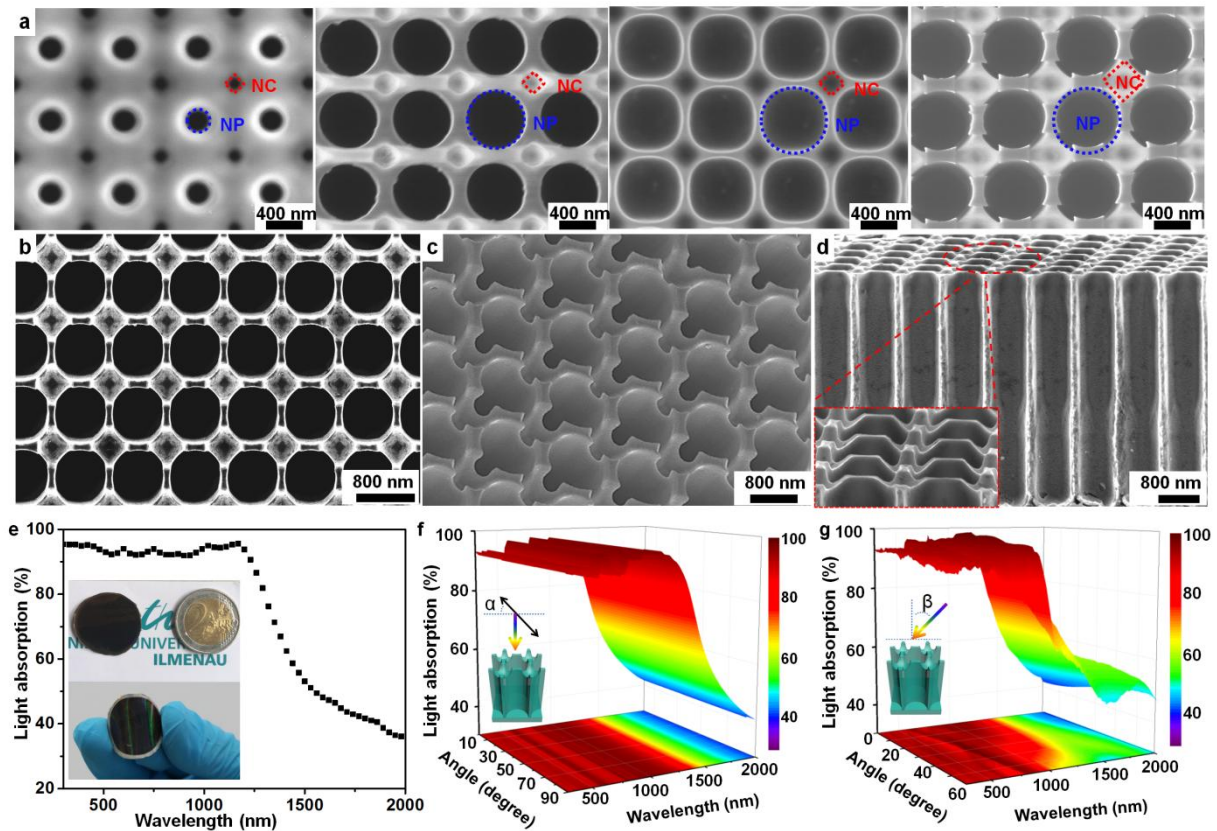 a
NC
NP
400 nm
NC
NP
400 nm
NC
NP
400 nm
NC
NP
400 nm
b
800 nm
c
800 nm
d
800 nm
e
Light absorption (%)
100
80
60
40
20
500
1000
1500
2000
Wavelength (nm)
th
UNIVER
ILMENAU
2
f
Light absorption (%)
100
80
60
40
α
10
30
50
70
90
Angle (degree)
500
1000
1500
2000
Wavelength (nm)
100
80
60
40
g
Light absorption (%)
100
80
60
40
β
0
20
40
60
Angle (degree)
500
1000
1500
2000
Wavelength (nm)
100
80
60
40